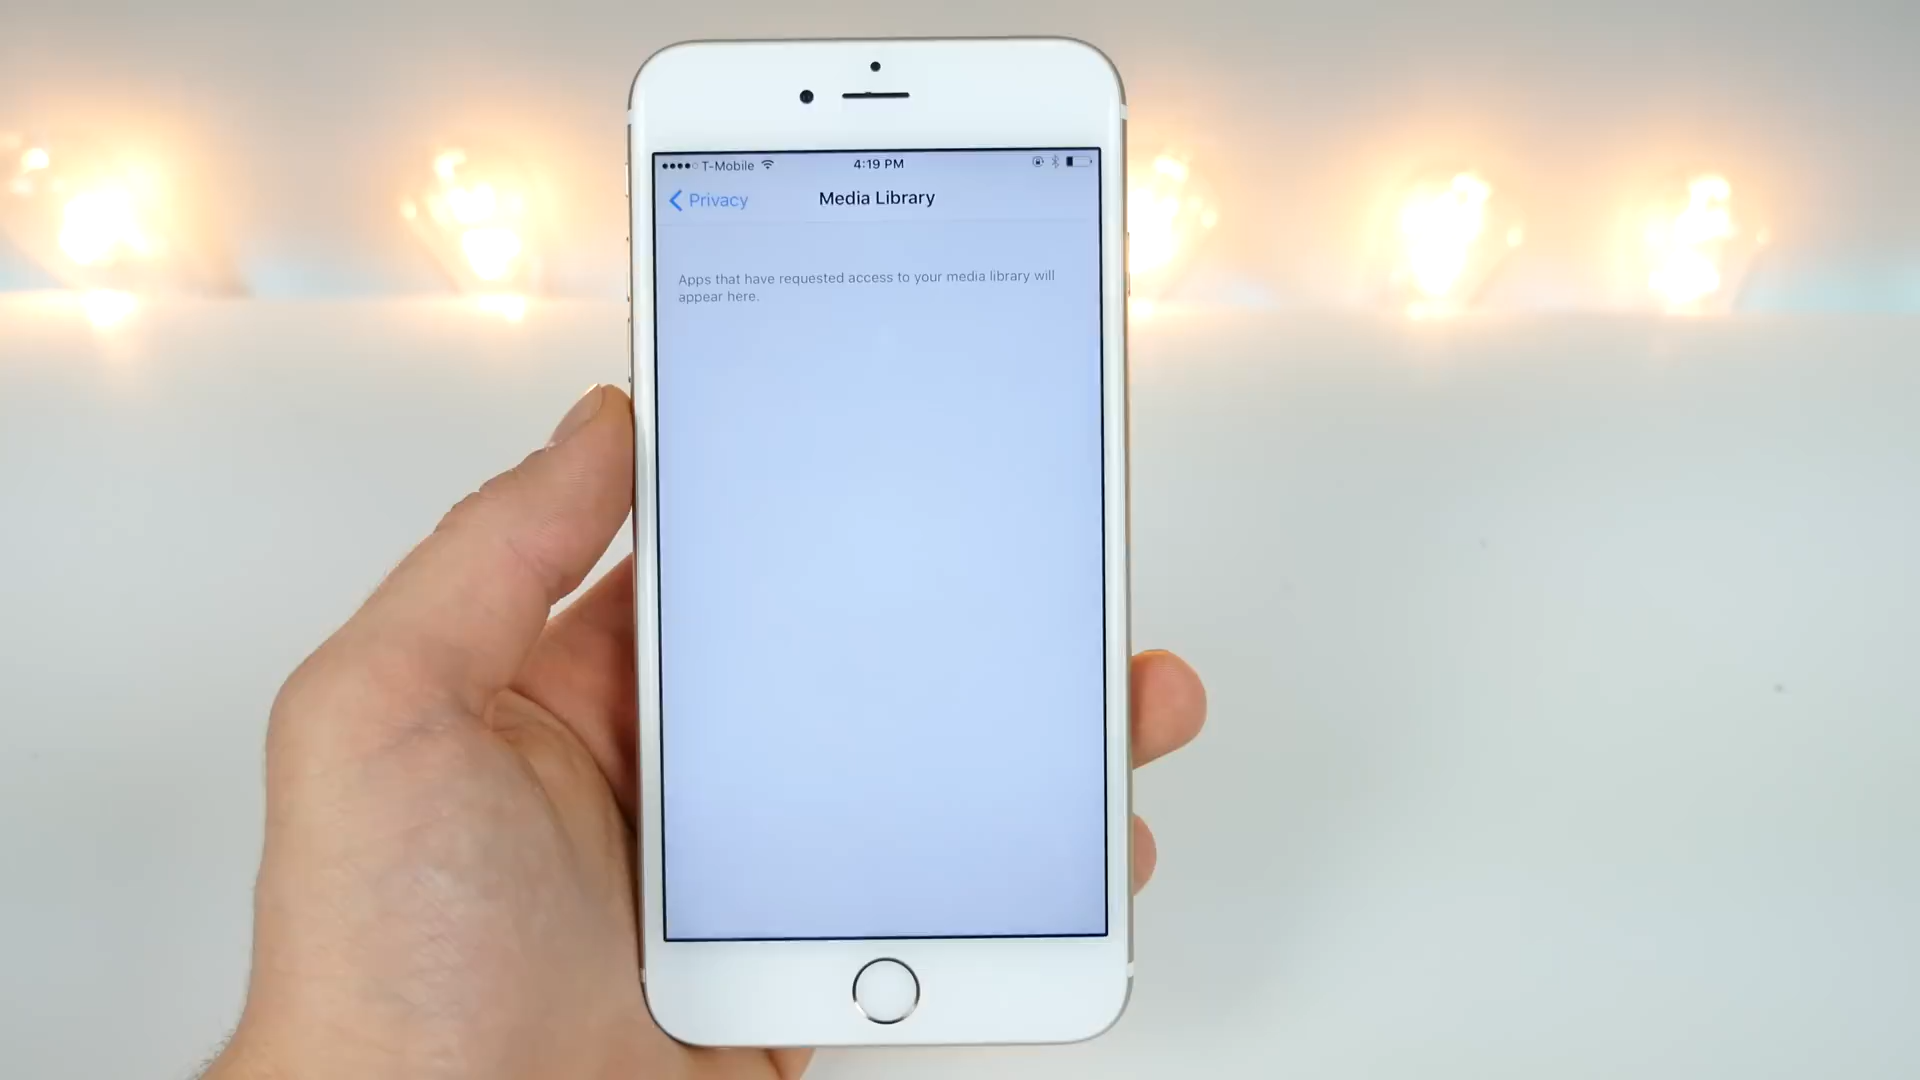 T-Mobile 4:19 PM
Privacy Media Library
Apps that have requested access to your media library will
appear here.